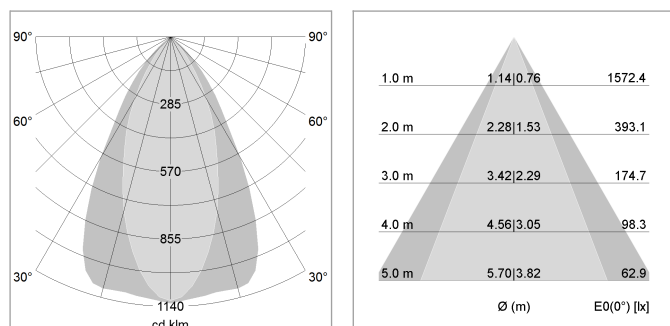 90° 90°
285
60° 60°
570
855
30° 30°
1140
cd klm
1.0 m 1.14|0.76 1572.4
2.0 m 2.28|1.53 393.1
3.0 m 3.42|2.29 174.7
4.0 m 4.56|3.05 98.3
5.0 m 5.70|3.82 62.9
Ø (m) E0(0°) [lx]